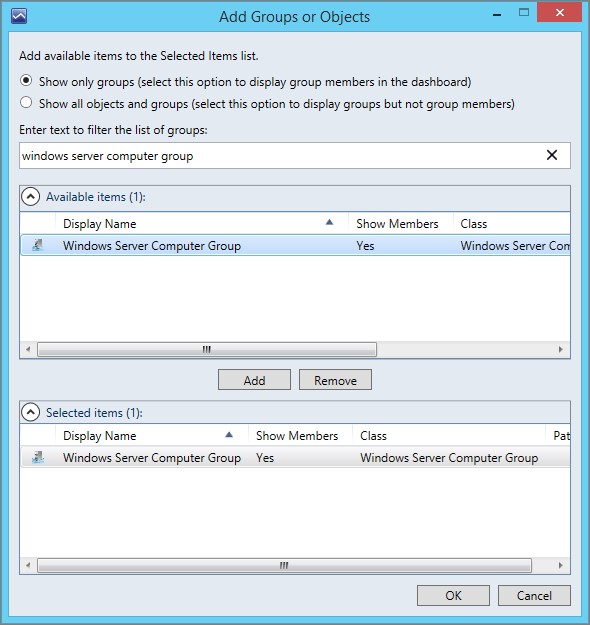 Add Groups or Objects
Add available items to the Selected Items list.
Show only groups (select this option to display group members in the dashboard)
Show all objects and groups (select this option to display groups but not group members)
Enter text to filter the list of groups:
windows server computer group
Available items (1):
Display Name Show Members Class
Windows Server Computer Group Yes Windows Server Com
Add Remove
Selected items (1):
Display Name Show Members Class Pat
Windows Server Computer Group Yes Windows Server Computer Group
OK Cancel